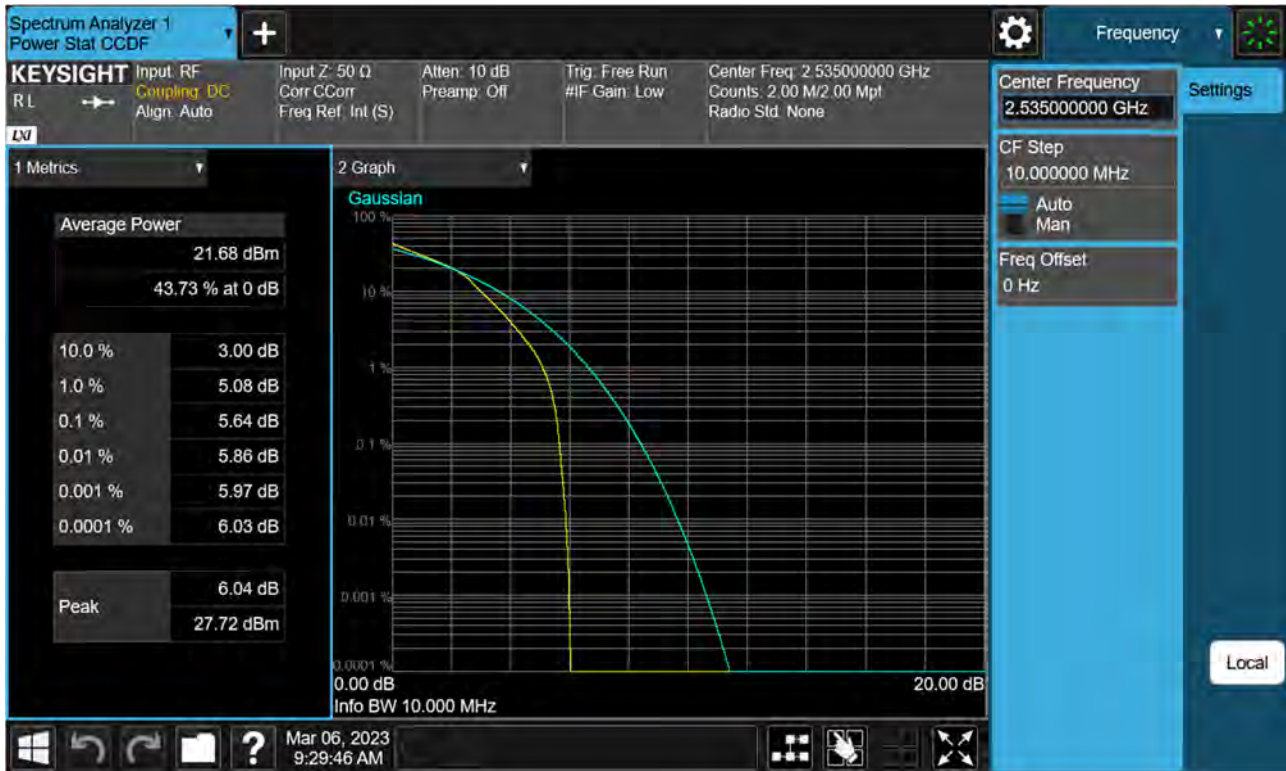 Spectrum Analyzer 1
Power Stat CCDF
+
Frequency
KEYSIGHT
RL
LXI
Input: RF
Coupling: DC
Align: Auto
Input Z: 50 Ω
Corr CCorr
Freq Ref: Int (S)
Atten: 10 dB
Preamp: Off
Trig: Free Run
#IF Gain: Low
Center Freq: 2.535000000 GHz
Counts: 2.00 M/2.00 Mpt
Radio Std: None
Center Frequency
2.535000000 GHz
Settings
CF Step
10.000000 MHz
Auto
Man
Freq Offset
0 Hz
Local
1 Metrics
Average Power
21.68 dBm
43.73 % at 0 dB
10.0 % 3.00 dB
1.0 % 5.08 dB
0.1 % 5.64 dB
0.01 % 5.86 dB
0.001 % 5.97 dB
0.0001 % 6.03 dB
Peak 6.04 dB
27.72 dBm
2 Graph
Gaussian
100 %
10 %
1 %
0.1 %
0.01 %
0.001 %
0.0001 %
0.00 dB 20.00 dB
Info BW 10.000 MHz
?
Mar 06, 2023
9:29:46 AM